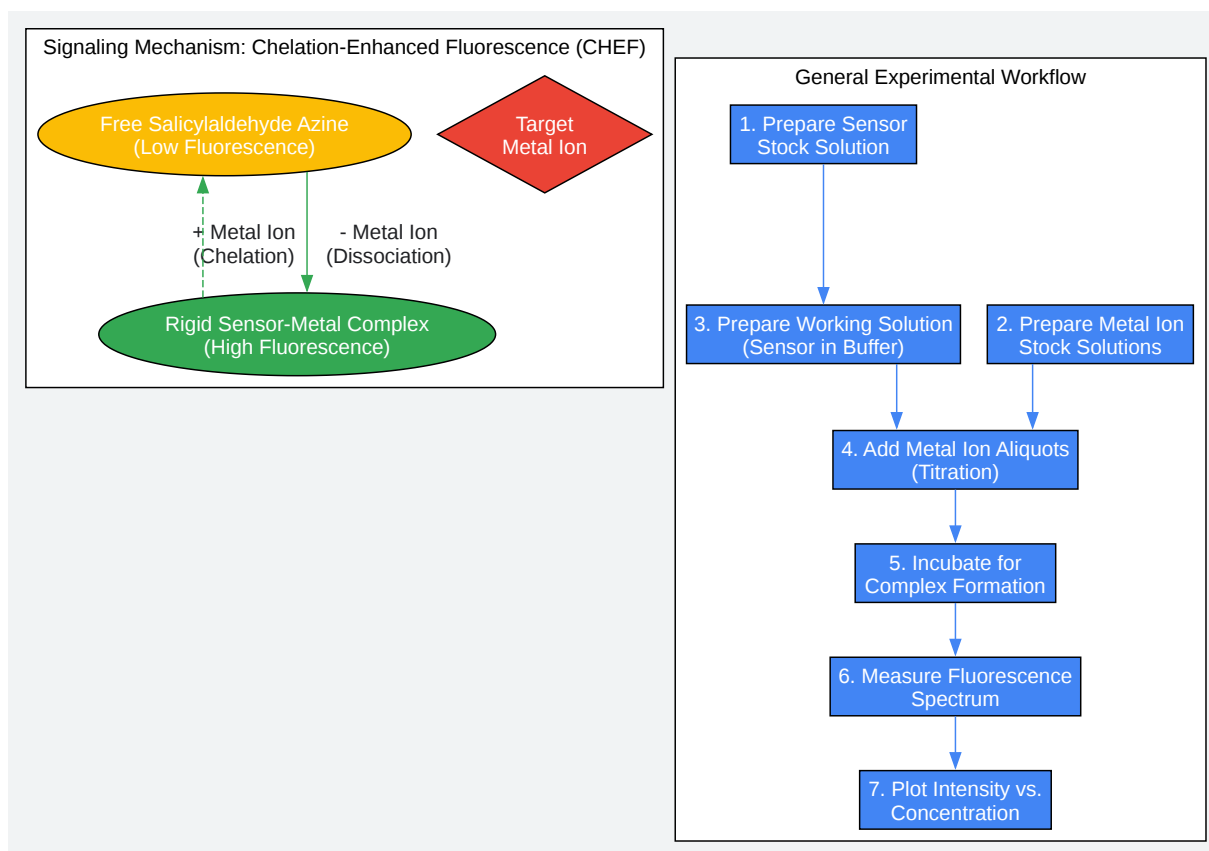 Signaling Mechanism: Chelation-Enhanced Fluorescence (CHEF)
Free Salicylaldehyde Azine
(Low Fluorescence)
Target
Metal Ion
+ Metal Ion
(Chelation)
- Metal Ion
(Dissociation)
Rigid Sensor-Metal Complex
(High Fluorescence)
General Experimental Workflow
1. Prepare Sensor
Stock Solution
3. Prepare Working Solution
(Sensor in Buffer)
2. Prepare Metal Ion
Stock Solutions
4. Add Metal Ion Aliquots
(Titration)
5. Incubate for
Complex Formation
6. Measure Fluorescence
Spectrum
7. Plot Intensity vs.
Concentration